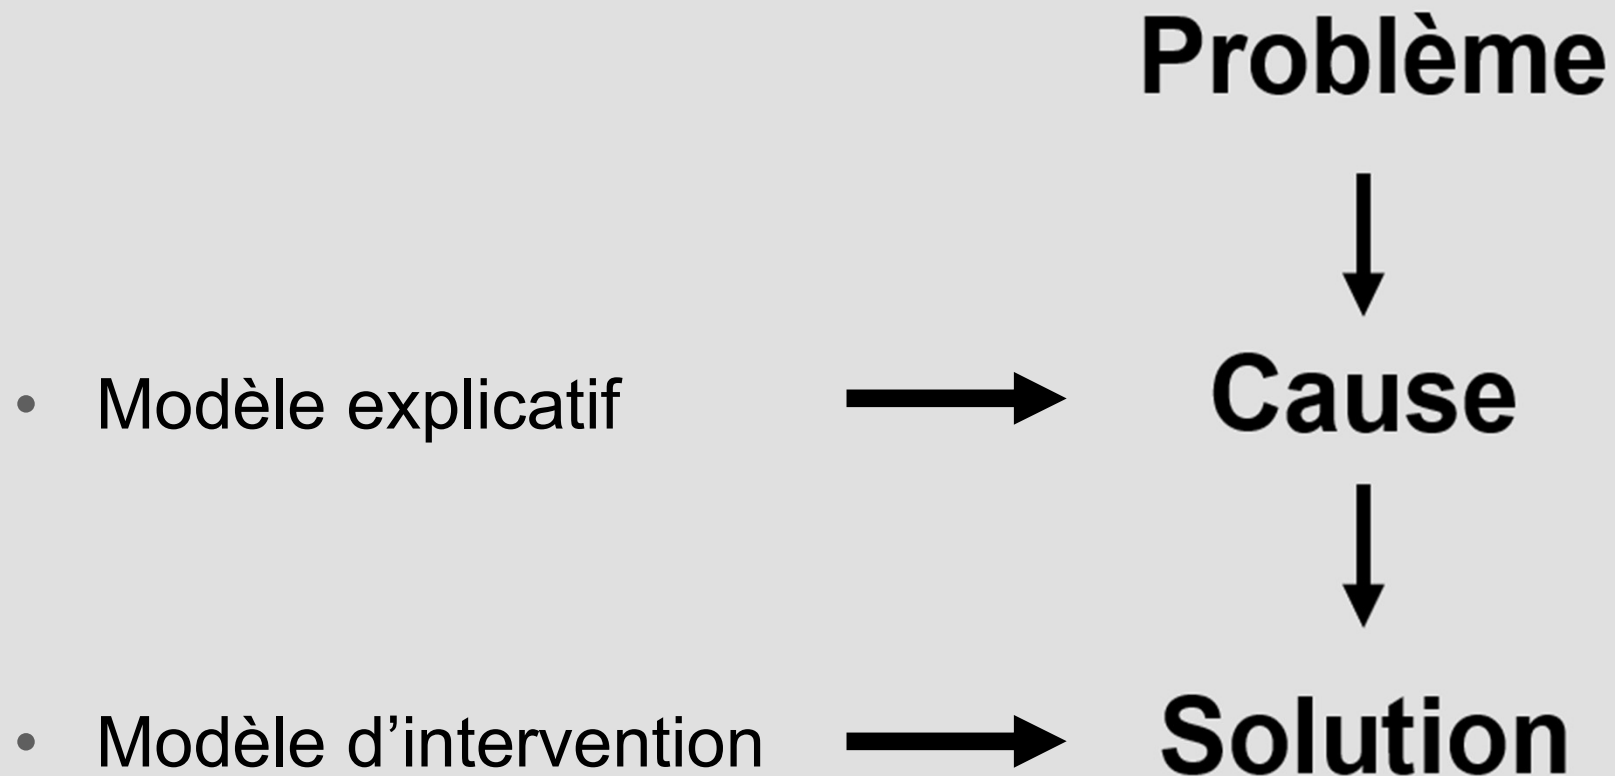 Problème
• Modèle explicatif Cause
• Modèle d’intervention Solution